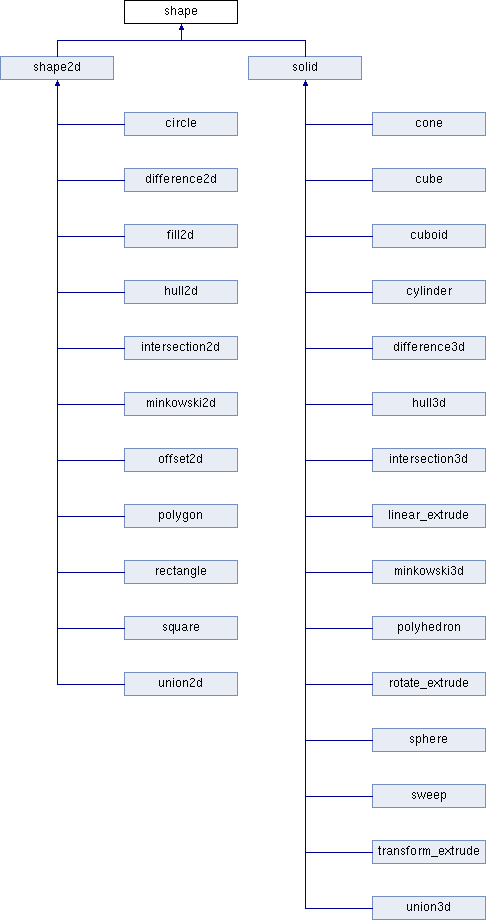 shape
shape2d
solid
circle
cone
difference2d
cube
fill2d
cuboid
hull2d
cylinder
intersection2d
difference3d
minkowski2d
hull3d
offset2d
intersection3d
polygon
linear_extrude
rectangle
minkowski3d
square
polyhedron
union2d
rotate_extrude
sphere
sweep
transform_extrude
union3d